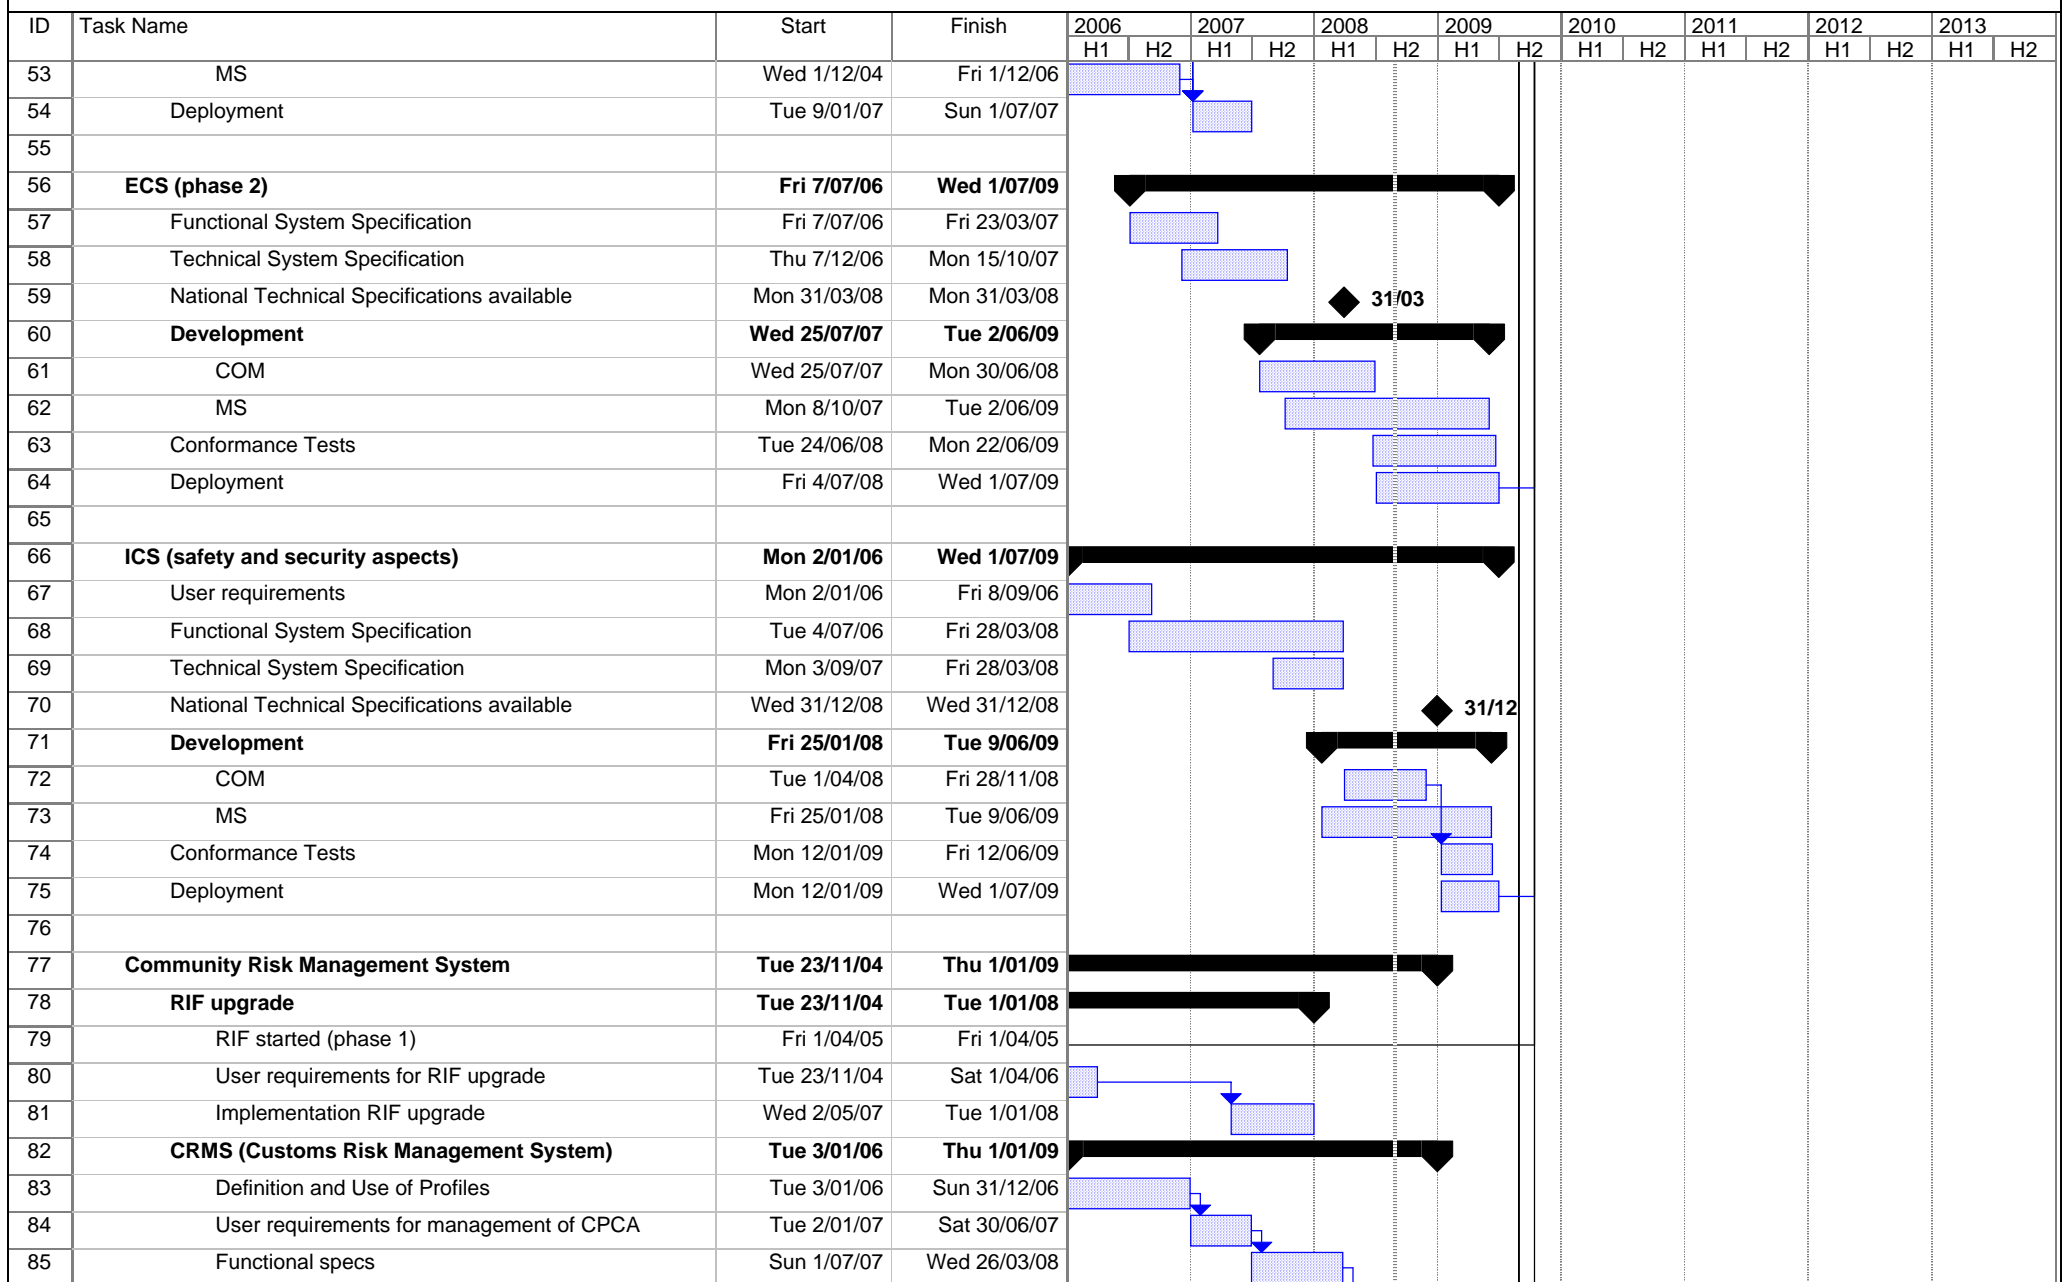 ID Task Name Start Finish 2006 2007 2008 2009 2010 2011 2012 2013
H1 H2 H1 H2 H1 H2 H1 H2 H1 H2 H1 H2 H1 H2 H1 H2
53 MS Wed 1/12/04 Fri 1/12/06
54 Deployment Tue 9/01/07 Sun 1/07/07
55
56 ECS (phase 2) Fri 7/07/06 Wed 1/07/09
57 Functional System Specification Fri 7/07/06 Fri 23/03/07
58 Technical System Specification Thu 7/12/06 Mon 15/10/07
59 National Technical Specifications available Mon 31/03/08 Mon 31/03/08 31/03
60 Development Wed 25/07/07 Tue 2/06/09
61 COM Wed 25/07/07 Mon 30/06/08
62 MS Mon 8/10/07 Tue 2/06/09
63 Conformance Tests Tue 24/06/08 Mon 22/06/09
64 Deployment Fri 4/07/08 Wed 1/07/09
65
66 ICS (safety and security aspects) Mon 2/01/06 Wed 1/07/09
67 User requirements Mon 2/01/06 Fri 8/09/06
68 Functional System Specification Tue 4/07/06 Fri 28/03/08
69 Technical System Specification Mon 3/09/07 Fri 28/03/08
70 National Technical Specifications available Wed 31/12/08 Wed 31/12/08 31/12
71 Development Fri 25/01/08 Tue 9/06/09
72 COM Tue 1/04/08 Fri 28/11/08
73 MS Fri 25/01/08 Tue 9/06/09
74 Conformance Tests Mon 12/01/09 Fri 12/06/09
75 Deployment Mon 12/01/09 Wed 1/07/09
76
77 Community Risk Management System Tue 23/11/04 Thu 1/01/09
78 RIF upgrade Tue 23/11/04 Tue 1/01/08
79 RIF started (phase 1) Fri 1/04/05 Fri 1/04/05
80 User requirements for RIF upgrade Tue 23/11/04 Sat 1/04/06
81 Implementation RIF upgrade Wed 2/05/07 Tue 1/01/08
82 CRMS (Customs Risk Management System) Tue 3/01/06 Thu 1/01/09
83 Definition and Use of Profiles Tue 3/01/06 Sun 31/12/06
84 User requirements for management of CPCA Tue 2/01/07 Sat 30/06/07
85 Functional specs Sun 1/07/07 Wed 26/03/08